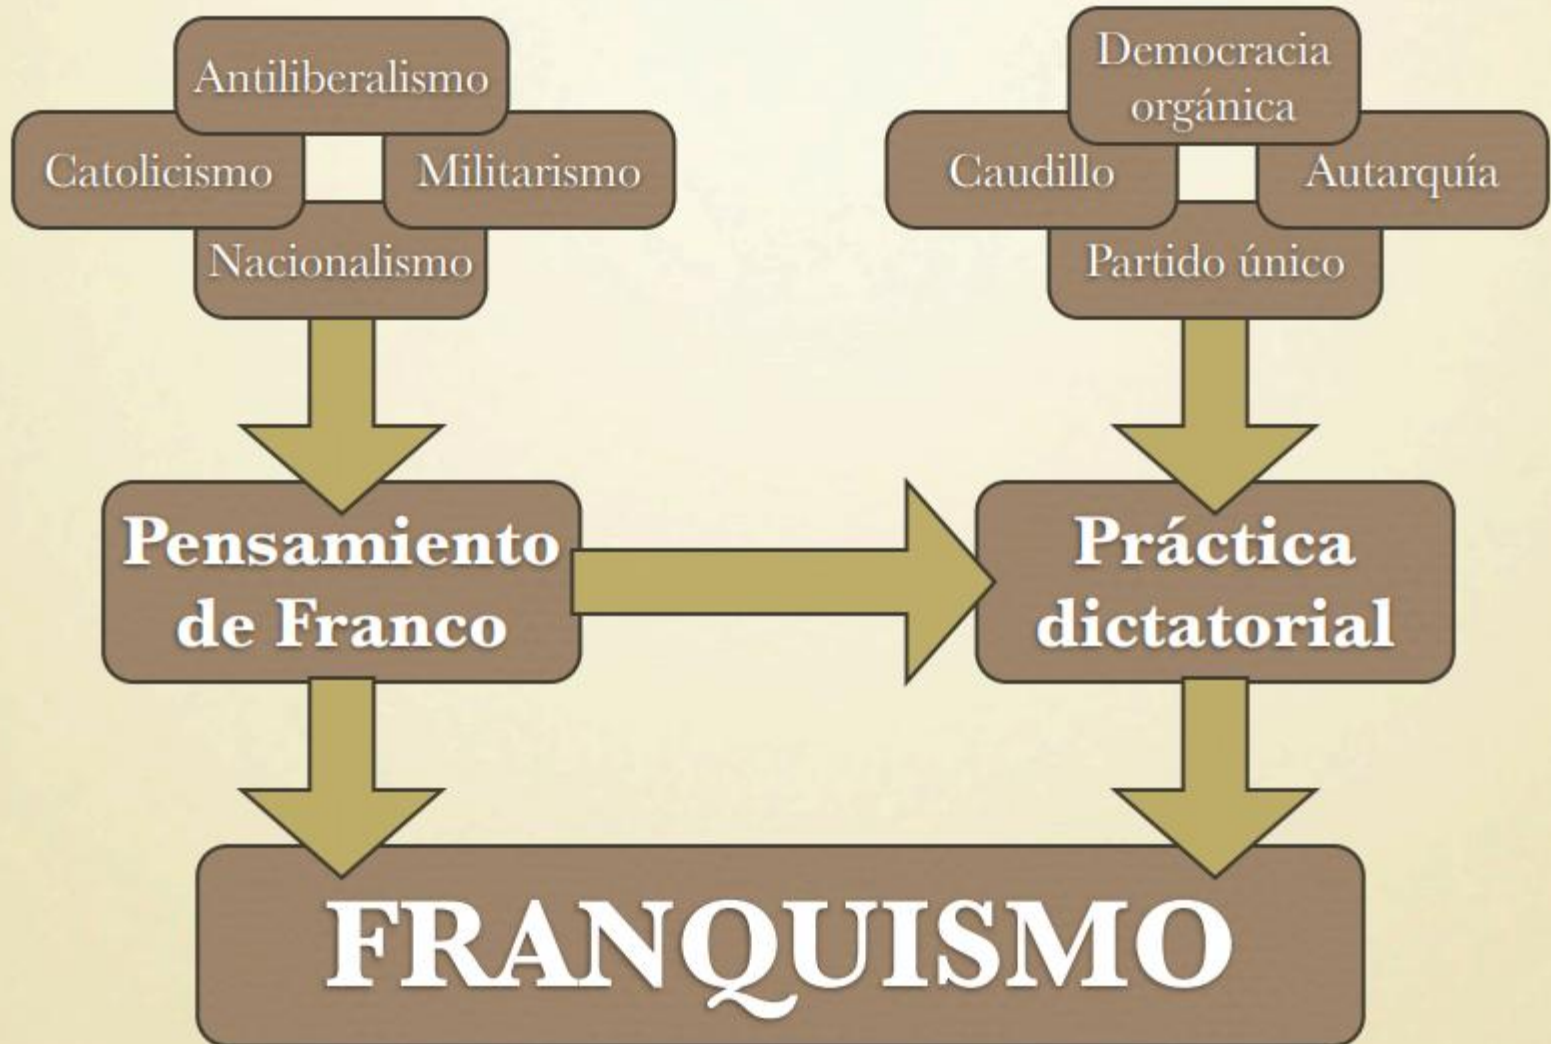 Antiliberalismo
Catolicismo
Militarismo
Nacionalismo
Democracia
orgánica
Caudillo
Autarquía
Partido único
Pensamiento
de Franco
Práctica
dictatorial
FRANQUISMO